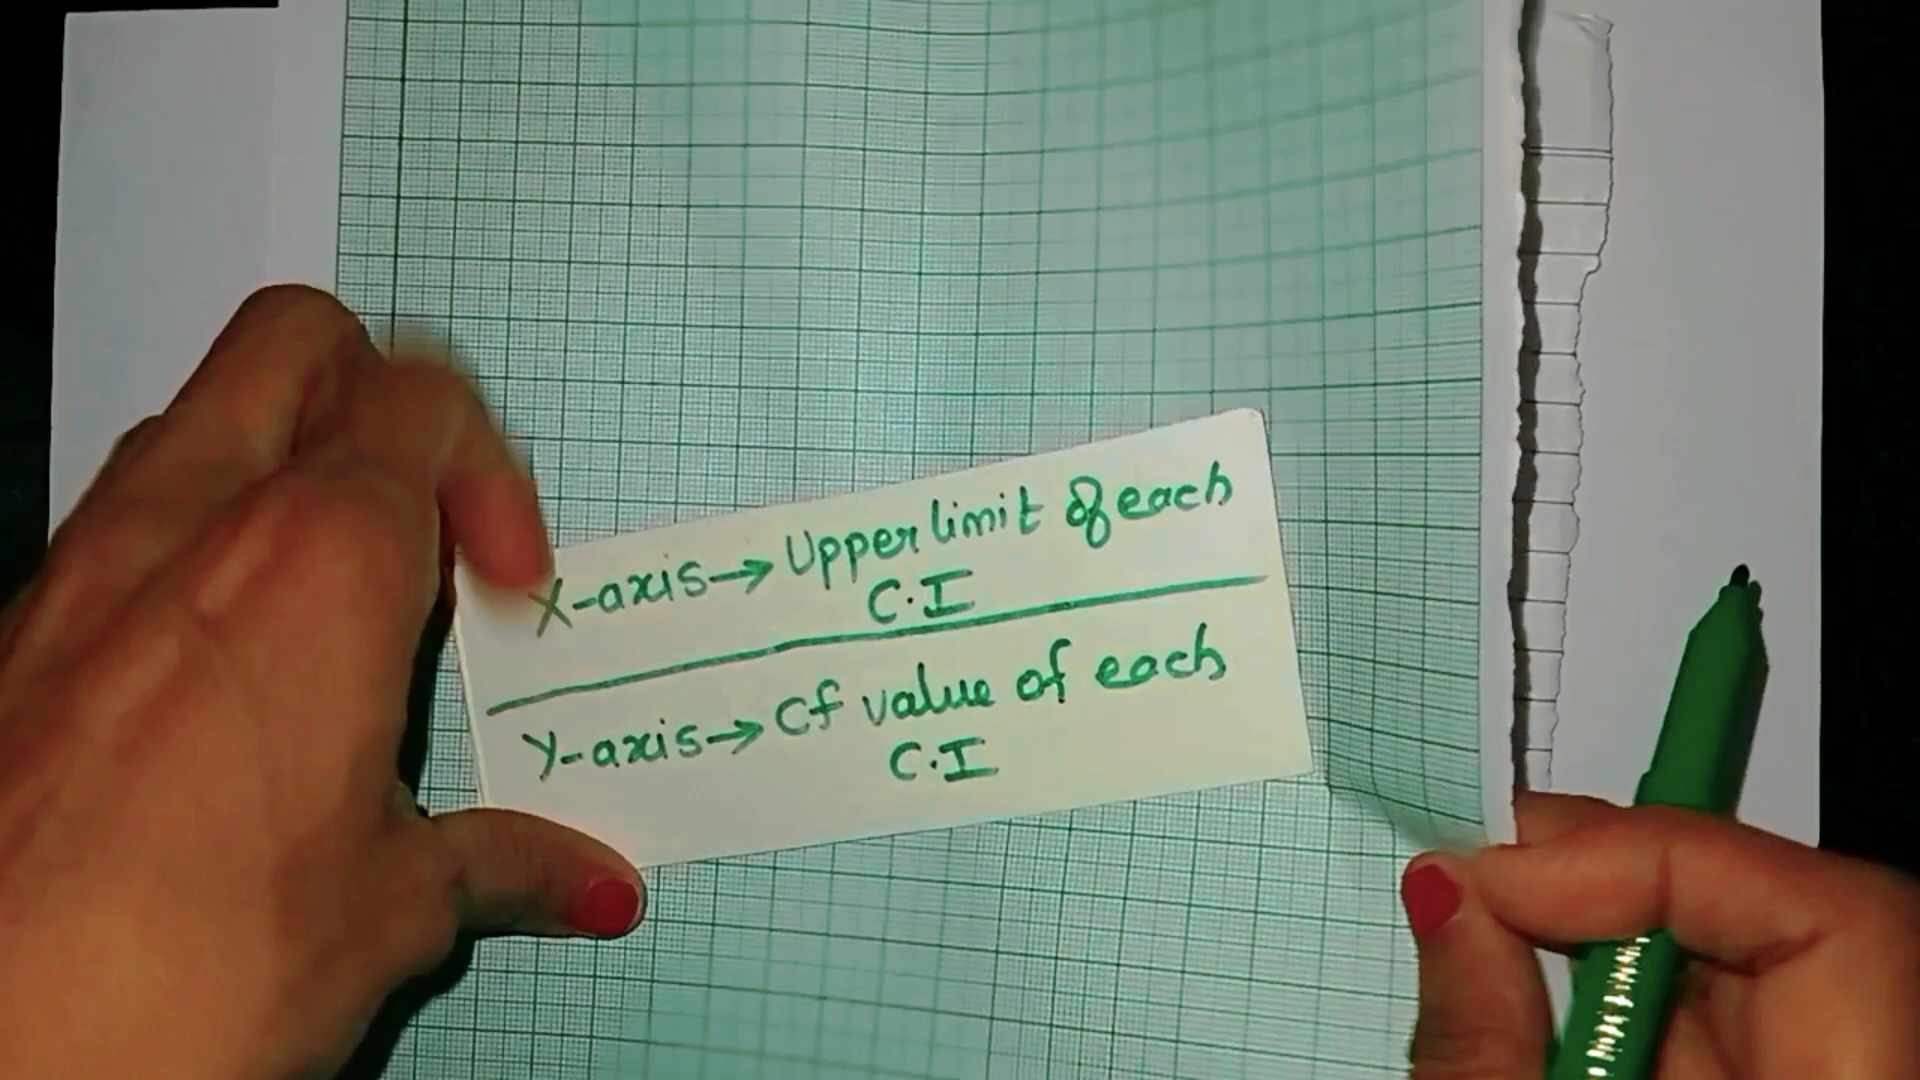 X-axis→Upper limit of each
C.I
Y-axis→Cf value of each
C.I